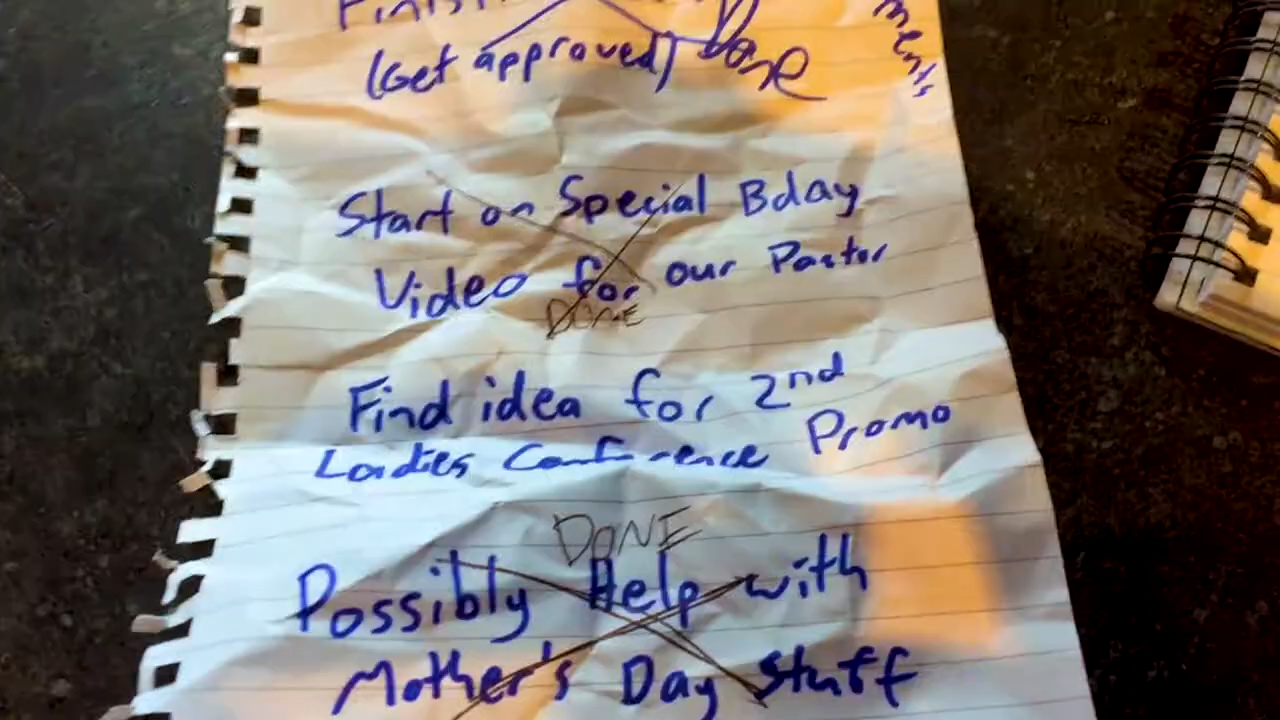 (Get approved) Done
ments
Start on Special Bday
Video for our Pastor
DONE
Find idea for 2nd
Ladies Conference Promo
DONE
Possibly Help with
Mother's Day Stuff